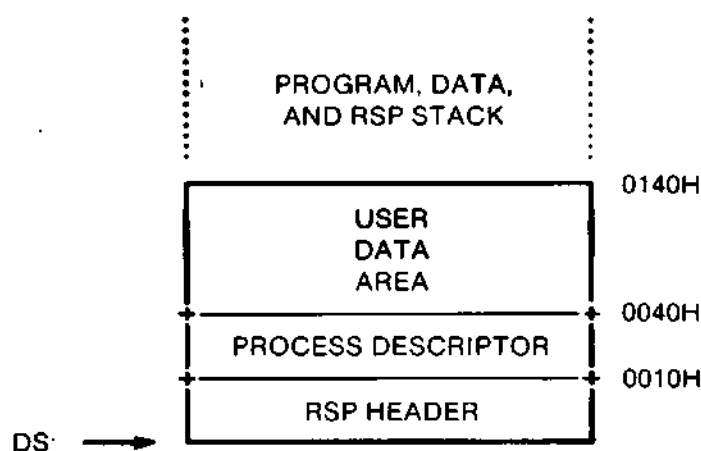 PROGRAM, DATA,
AND RSP STACK
0140H
USER
DATA
AREA
0040H
PROCESS DESCRIPTOR
0010H
RSP HEADER
DS